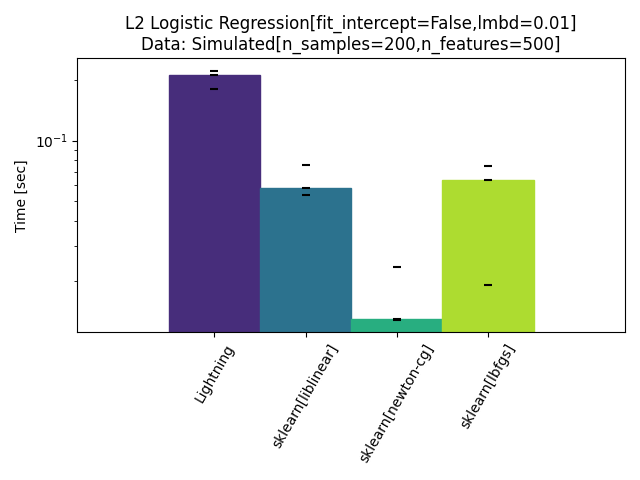 L2 Logistic Regression[fit_intercept=False,lmbd=0.01]
Data: Simulated[n_samples=200,n_features=500]
Time [sec]
10⁻¹
Lightning
sklearn[liblinear]
sklearn[newton-cg]
sklearn[lbfgs]